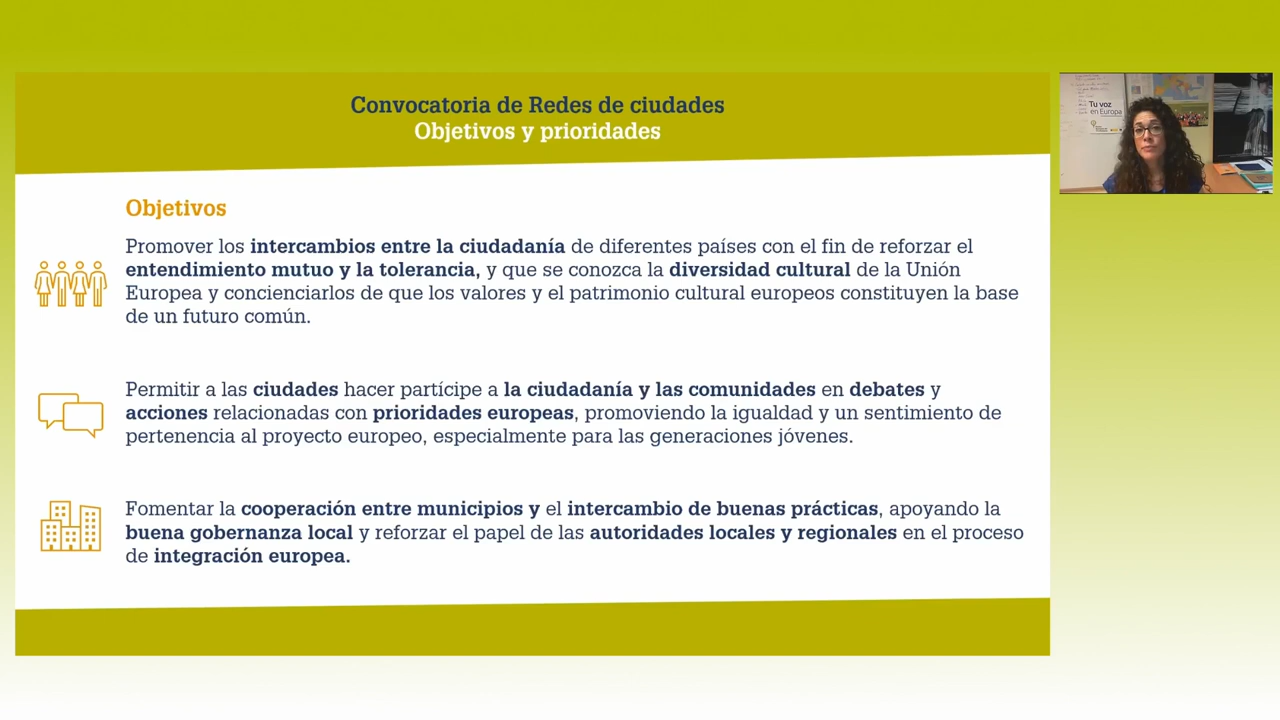 Convocatoria de Redes de ciudades
Objetivos y prioridades
Tu voz
en Europa
Objetivos
Promover los intercambios entre la ciudadanía de diferentes países con el fin de reforzar el
entendimiento mutuo y la tolerancia, y que se conozca la diversidad cultural de la Unión
Europea y concienciarlos de que los valores y el patrimonio cultural europeos constituyen la base
de un futuro común.
Permitir a las ciudades hacer partícipe a la ciudadanía y las comunidades en debates y
acciones relacionadas con prioridades europeas, promoviendo la igualdad y un sentimiento de
pertenencia al proyecto europeo, especialmente para las generaciones jóvenes.
Fomentar la cooperación entre municipios y el intercambio de buenas prácticas, apoyando la
buena gobernanza local y reforzar el papel de las autoridades locales y regionales en el proceso
de integración europea.